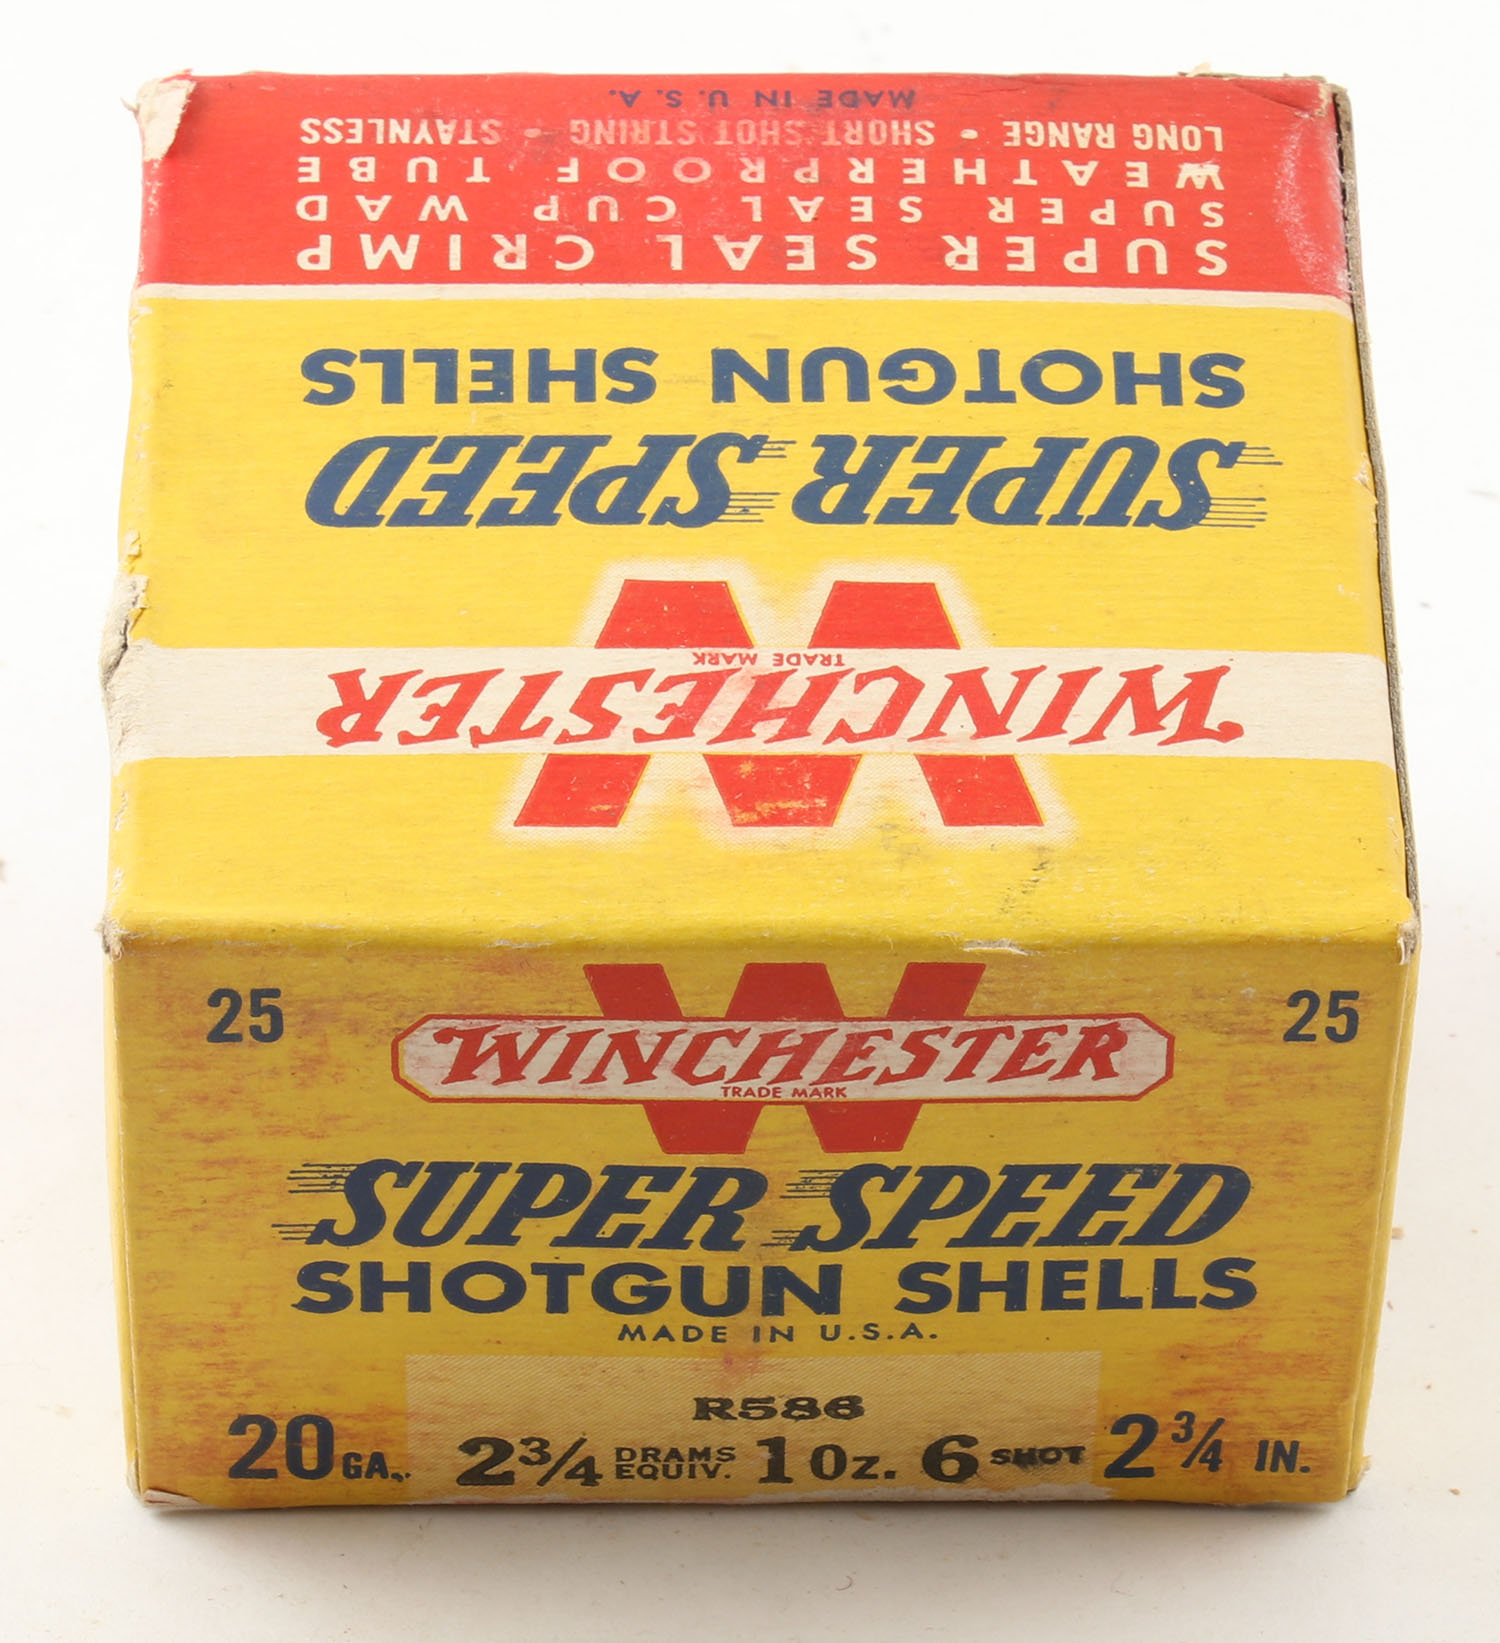 MADE IN U.S.A.
LONG RANGE • SHORT SHOT STRING • STAYNLESS
WEATHERPROOF TUBE
SUPER SEAL CUP WAD
SUPER SEAL CRIMP
SHOTGUN SHELLS
SUPER SPEED
TRADE MARK
WINCHESTER
25 WINCHESTER 25
TRADE MARK
SUPER SPEED
SHOTGUN SHELLS
MADE IN U.S.A.
R586
20 GA. 2 3/4 DRAMS EQUIV. 1 OZ. 6 SHOT 2 3/4 IN.